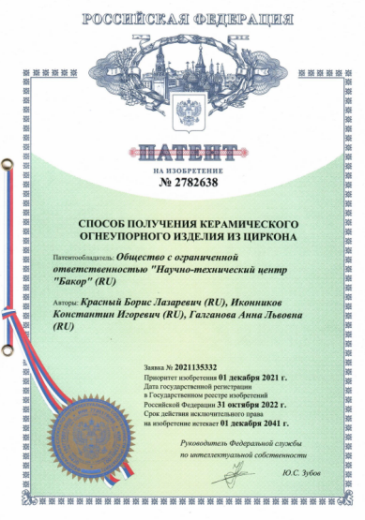 РОССИЙСКАЯ ФЕДЕРАЦИЯ
ПАТЕНТ
НА ИЗОБРЕТЕНИЕ
№ 2782638
СПОСОБ ПОЛУЧЕНИЯ КЕРАМИЧЕСКОГО
ОГНЕУПОРНОГО ИЗДЕЛИЯ ИЗ ЦИРКОНА
Патентообладатель: Общество с ограниченной
ответственностью "Научно-технический центр
"Бакор" (RU)
Авторы: Красный Борис Лазаревич (RU), Иконников
Константин Игоревич (RU), Галганова Анна Львовна
(RU)
Заявка № 2021135332
Приоритет изобретения 01 декабря 2021 г.
Дата государственной регистрации
в Государственном реестре изобретений
Российской Федерации 31 октября 2022 г.
Срок действия исключительного права
на изобретение истекает 01 декабря 2041 г.
Руководитель Федеральной службы
по интеллектуальной собственности
Ю.С. Зубов